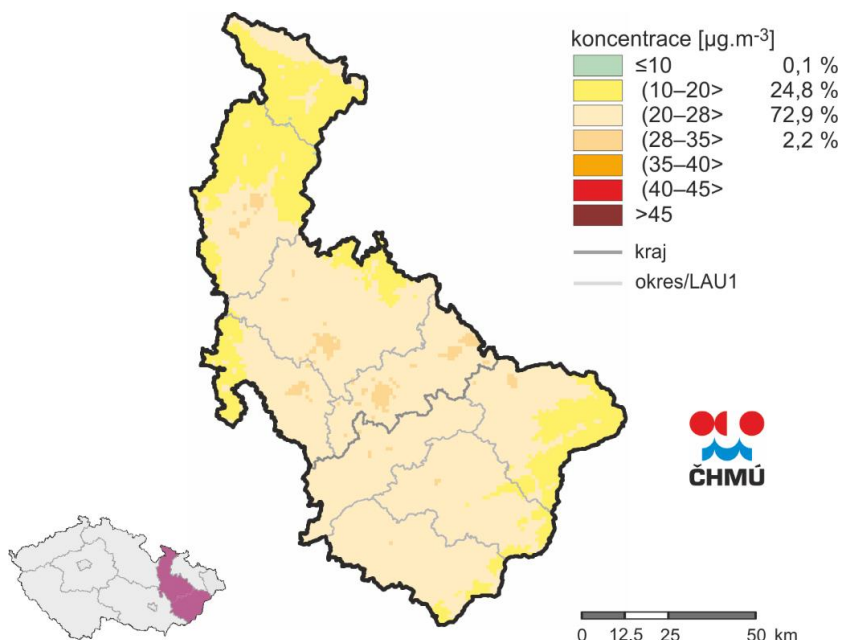 koncentrace [µg.m-3]
≤10 0,1 %
(10–20> 24,8 %
(20–28> 72,9 %
(28–35> 2,2 %
(35–40>
(40–45>
>45
kraj
okres/LAU1
ČHMÚ
0 12,5 25 50 km